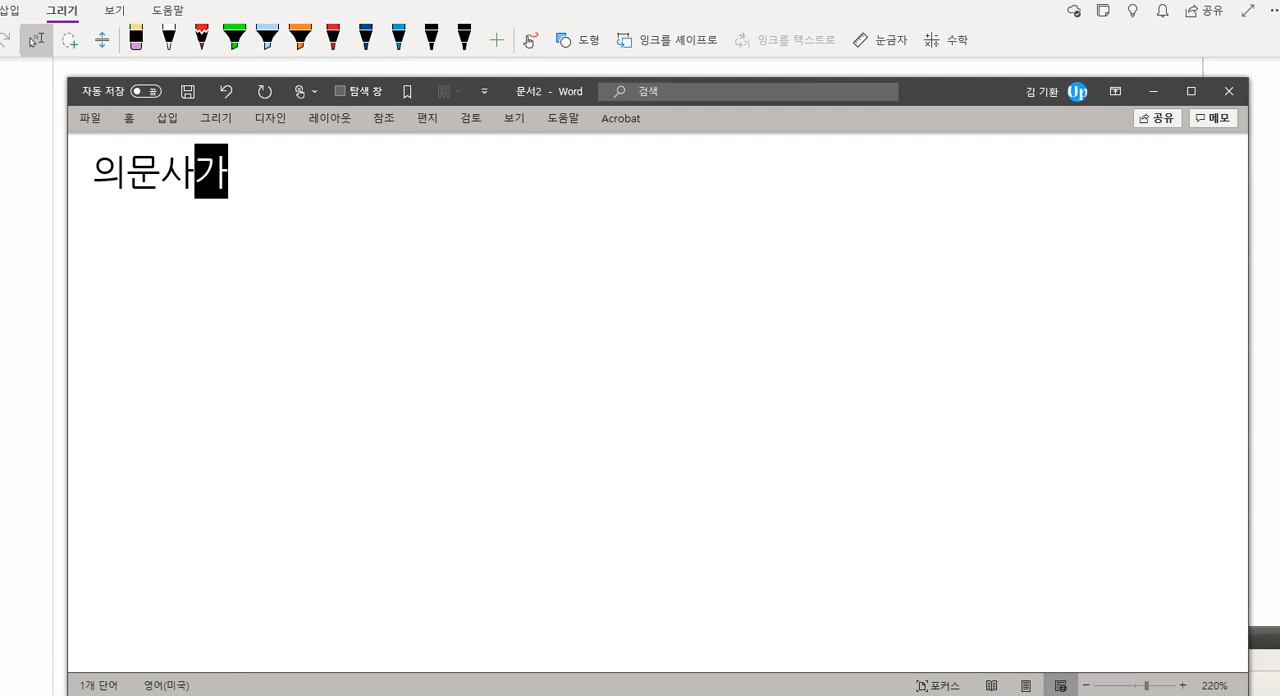 삽입 그리기 보기 도움말
공유
도형 잉크를 셰이프로 잉크를 텍스트로 눈금자 수학
자동 저장 끔 탐색 창 문서2 - Word 검색 김 기환 Up
파일 홈 삽입 그리기 디자인 레이아웃 참조 편지 검토 보기 도움말 Acrobat 공유 메모
의문사가
1개 단어 영어(미국) 포커스 220%